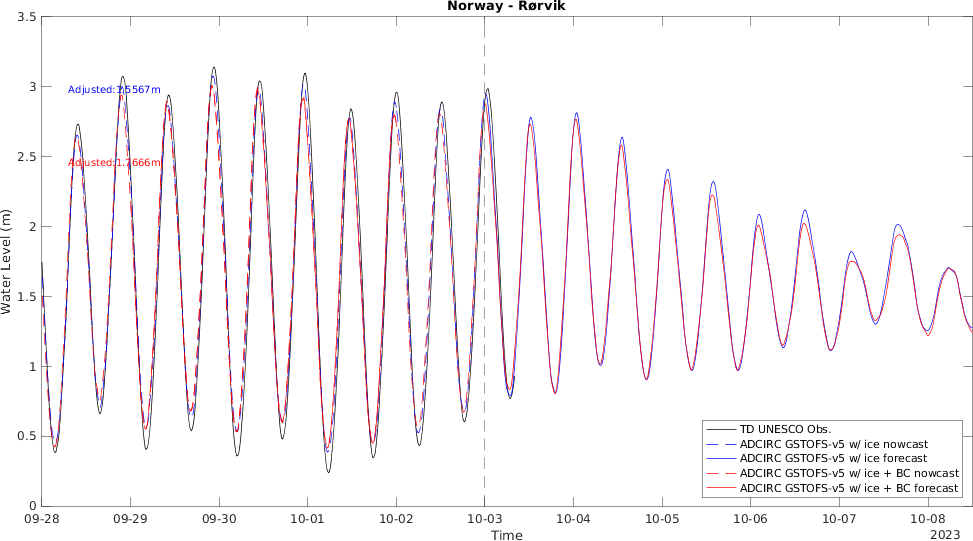 Norway - Rørvik
3.5
3
2.5
2
1.5
1
0.5
0
Water Level (m)
Adjusted:1.5567m
Adjusted:1.7666m
TD UNESCO Obs.
ADCIRC GSTOFS-v5 w/ ice nowcast
ADCIRC GSTOFS-v5 w/ ice forecast
ADCIRC GSTOFS-v5 w/ ice + BC nowcast
ADCIRC GSTOFS-v5 w/ ice + BC forecast
09-28 09-29 09-30 10-01 10-02 10-03 10-04 10-05 10-06 10-07 10-08
2023
Time